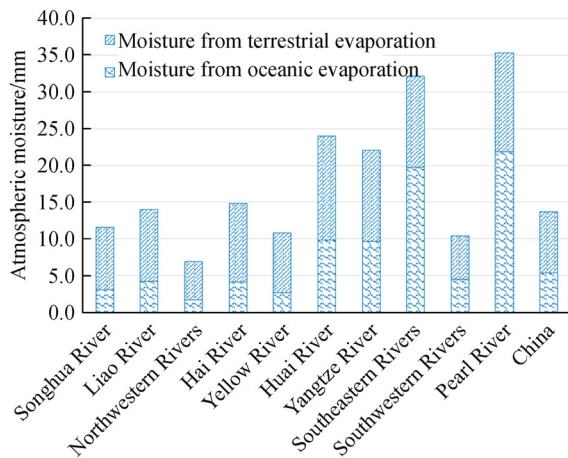 Atmospheric moisture/mm
40.0
35.0
30.0
25.0
20.0
15.0
10.0
5.0
0.0
Moisture from terrestrial evaporation
Moisture from oceanic evaporation
Songhua River
Liao River
Northwestern Rivers
Hai River
Yellow River
Huai River
Yangtze River
Southeastern Rivers
Southwestern Rivers
Pearl River
China